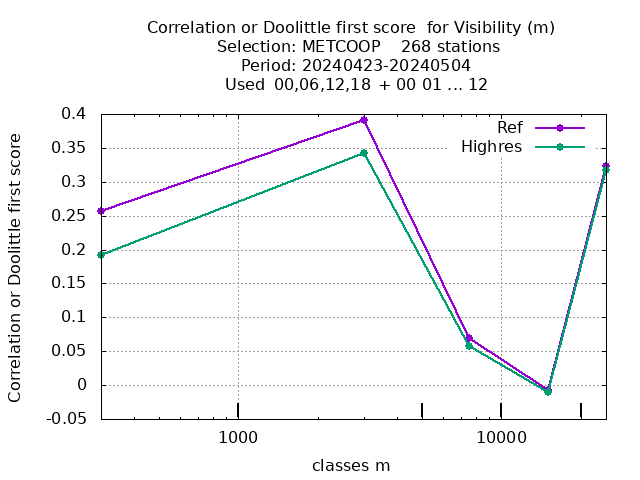 Correlation or Doolittle first score  for Visibility (m)
Selection: METCOOP    268 stations
Period: 20240423-20240504
Used  00,06,12,18  + 00 01 ... 12
Ref
Highres
Correlation or Doolittle first score
0.4
0.35
0.3
0.25
0.2
0.15
0.1
0.05
0
-0.05
1000
10000
classes m